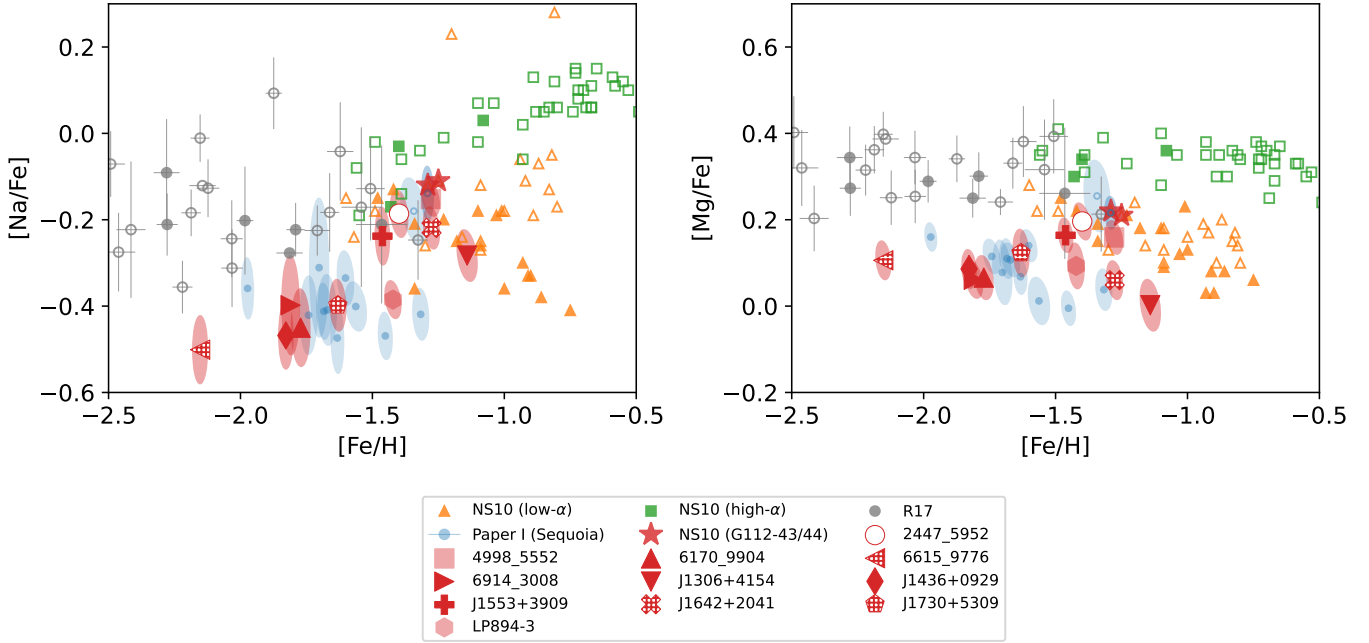 0.2
0.0
−0.2
−0.4
−0.6
[Na/Fe]
−2.5 −2.0 −1.5 −1.0 −0.5
[Fe/H]
0.6
0.4
0.2
0.0
−0.2
[Mg/Fe]
−2.5 −2.0 −1.5 −1.0 −0.5
[Fe/H]
NS10 (low-α) NS10 (high-α) R17
Paper I (Sequoia) NS10 (G112-43/44) 2447_5952
4998_5552 6170_9904 6615_9776
6914_3008 J1306+4154 J1436+0929
J1553+3909 J1642+2041 J1730+5309
LP894-3